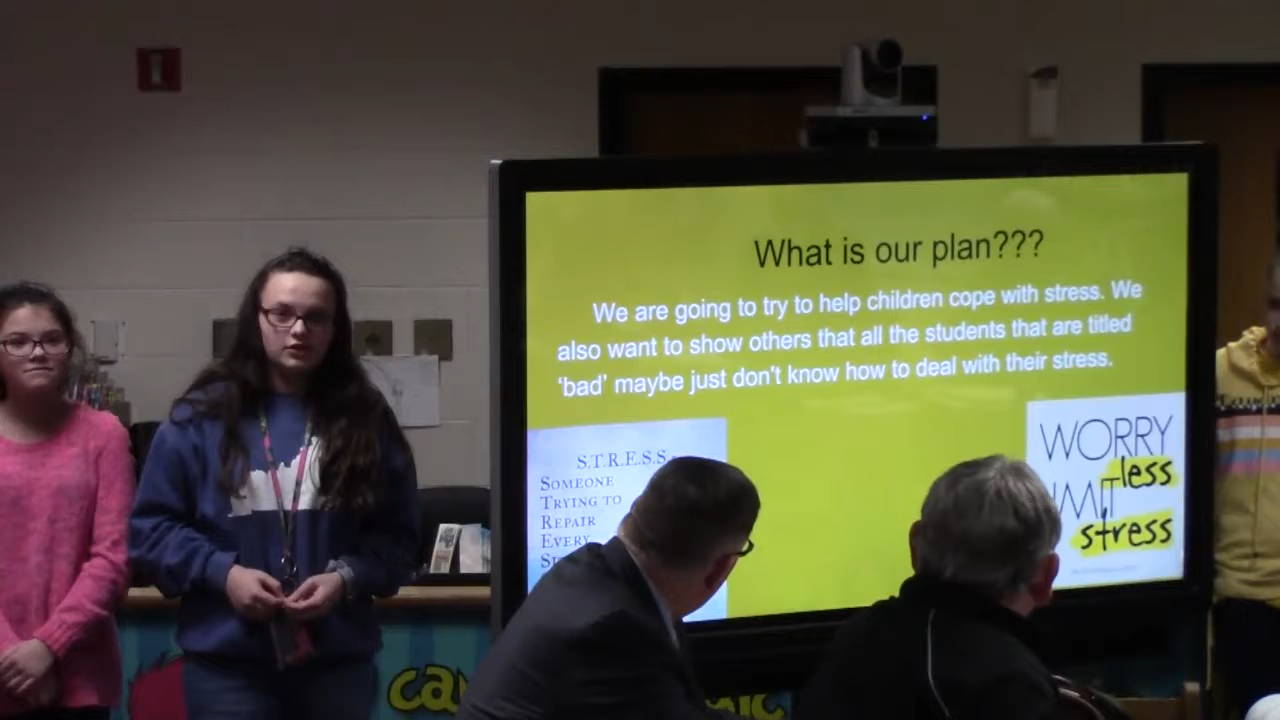 What is our plan???
We are going to try to help children cope with stress. We
also want to show others that all the students that are titled
'bad' maybe just don't know how to deal with their stress.
S.T.R.E.S.S
SOMEONE
TRYING TO
REPAIR
EVERY
WORRY
less
stress